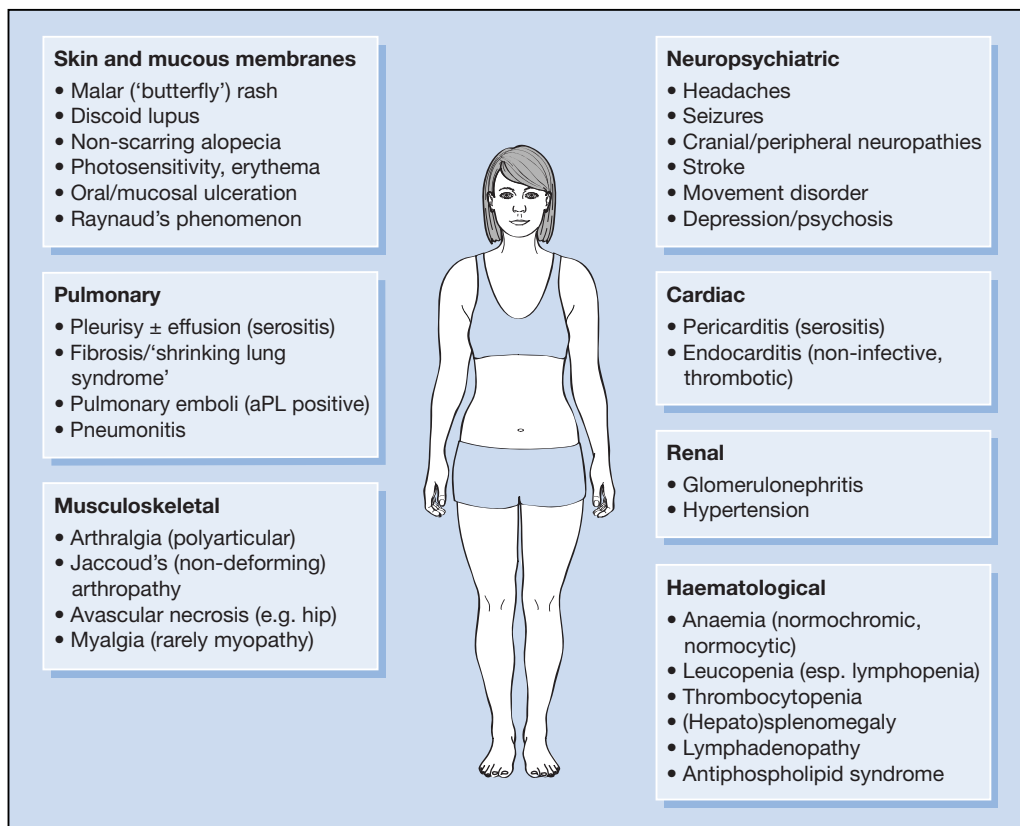 Skin and mucous membranes
• Malar (‘butterfly’) rash
• Discoid lupus
• Non-scarring alopecia
• Photosensitivity, erythema
• Oral/mucosal ulceration
• Raynaud’s phenomenon
Pulmonary
• Pleurisy ± effusion (serositis)
• Fibrosis/‘shrinking lung
syndrome’
• Pulmonary emboli (aPL positive)
• Pneumonitis
Musculoskeletal
• Arthralgia (polyarticular)
• Jaccoud’s (non-deforming)
arthropathy
• Avascular necrosis (e.g. hip)
• Myalgia (rarely myopathy)
Neuropsychiatric
• Headaches
• Seizures
• Cranial/peripheral neuropathies
• Stroke
• Movement disorder
• Depression/psychosis
Cardiac
• Pericarditis (serositis)
• Endocarditis (non-infective,
thrombotic)
Renal
• Glomerulonephritis
• Hypertension
Haematological
• Anaemia (normochromic,
normocytic)
• Leucopenia (esp. lymphopenia)
• Thrombocytopenia
• (Hepato)splenomegaly
• Lymphadenopathy
• Antiphospholipid syndrome